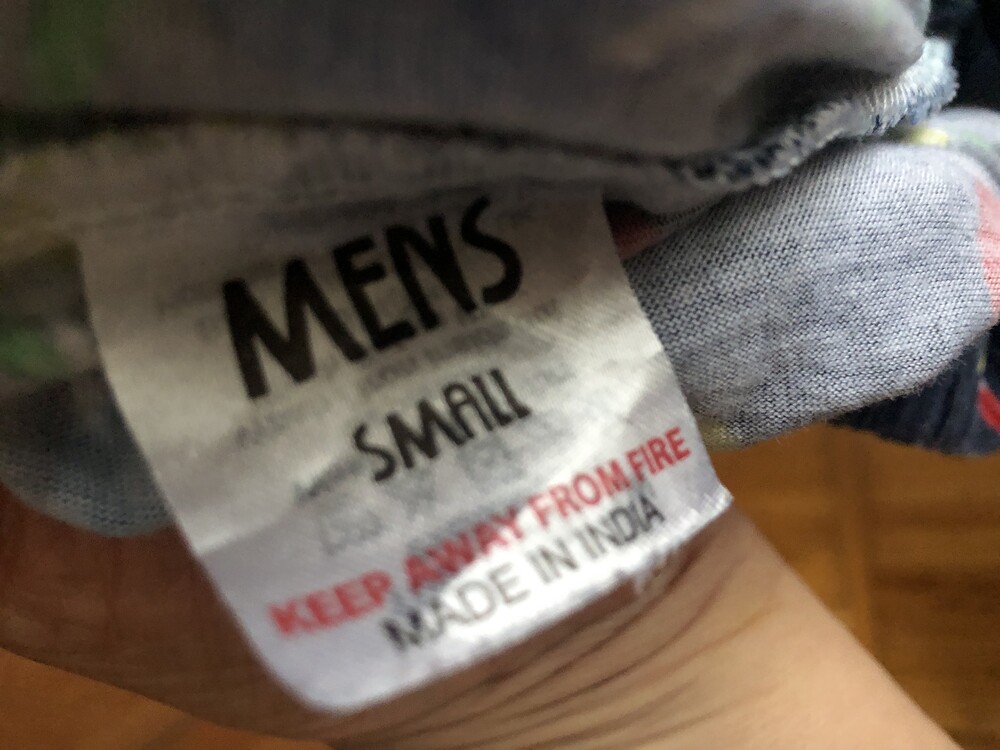 MENS
SMALL
KEEP AWAY FROM FIRE
MADE IN INDIA